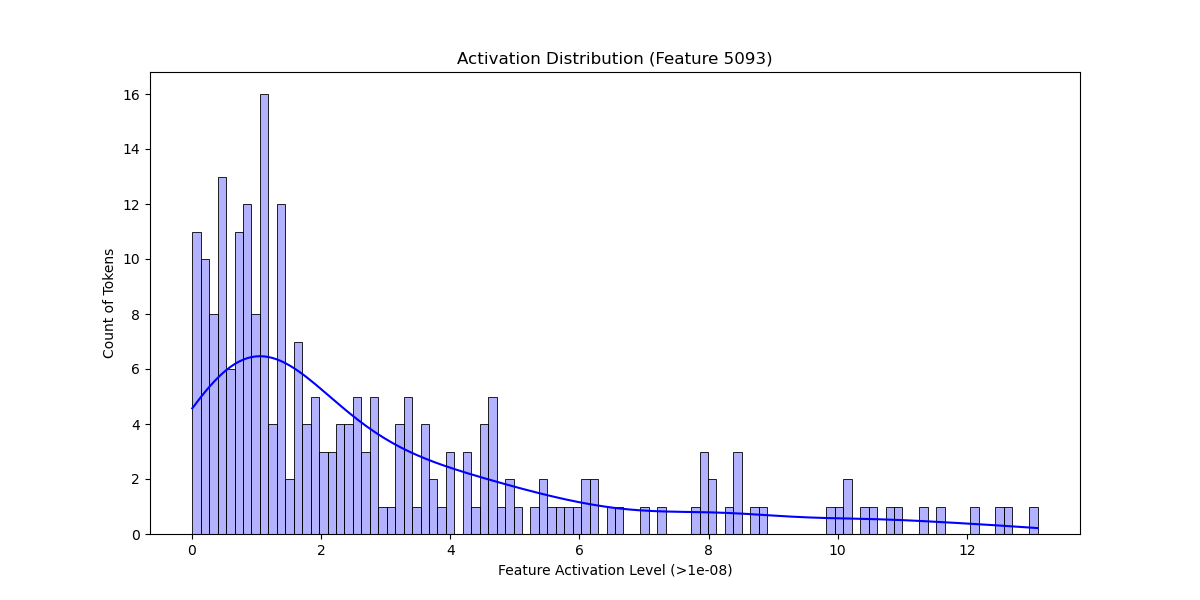 Activation Distribution (Feature 5093)
16
14
12
10
8
6
4
2
0
Count of Tokens
0 2 4 6 8 10 12
Feature Activation Level (>1e-08)